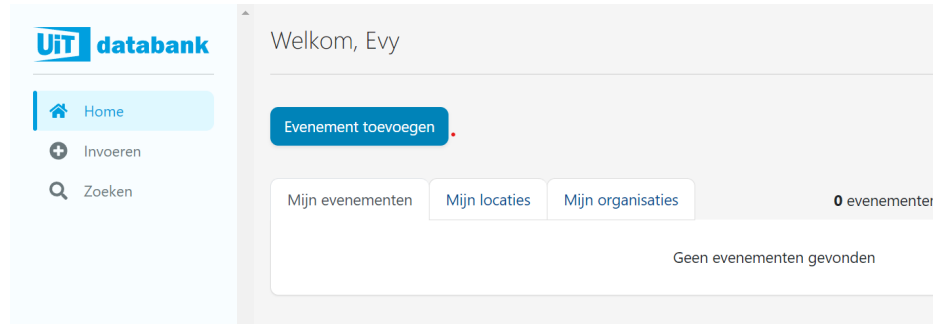 UiT databank
Welkom, Evy
Home
Invoeren
Zoeken
Evenement toevoegen
Mijn evenementen
Mijn locaties
Mijn organisaties
0 evenementen
Geen evenementen gevonden